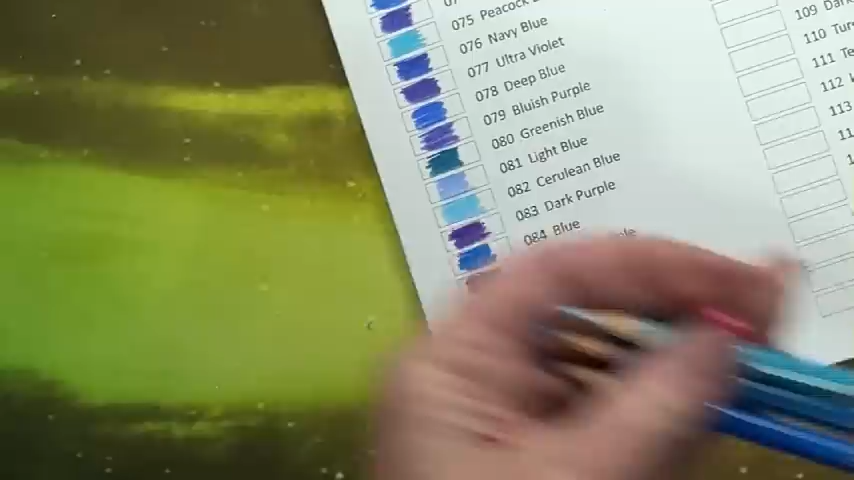 075 Peacock
076 Navy Blue
077 Ultra Violet
078 Deep Blue
079 Bluish Purple
080 Greenish Blue
081 Light Blue
082 Cerulean Blue
083 Dark Purple
084 Blue
109
110
111
112
113